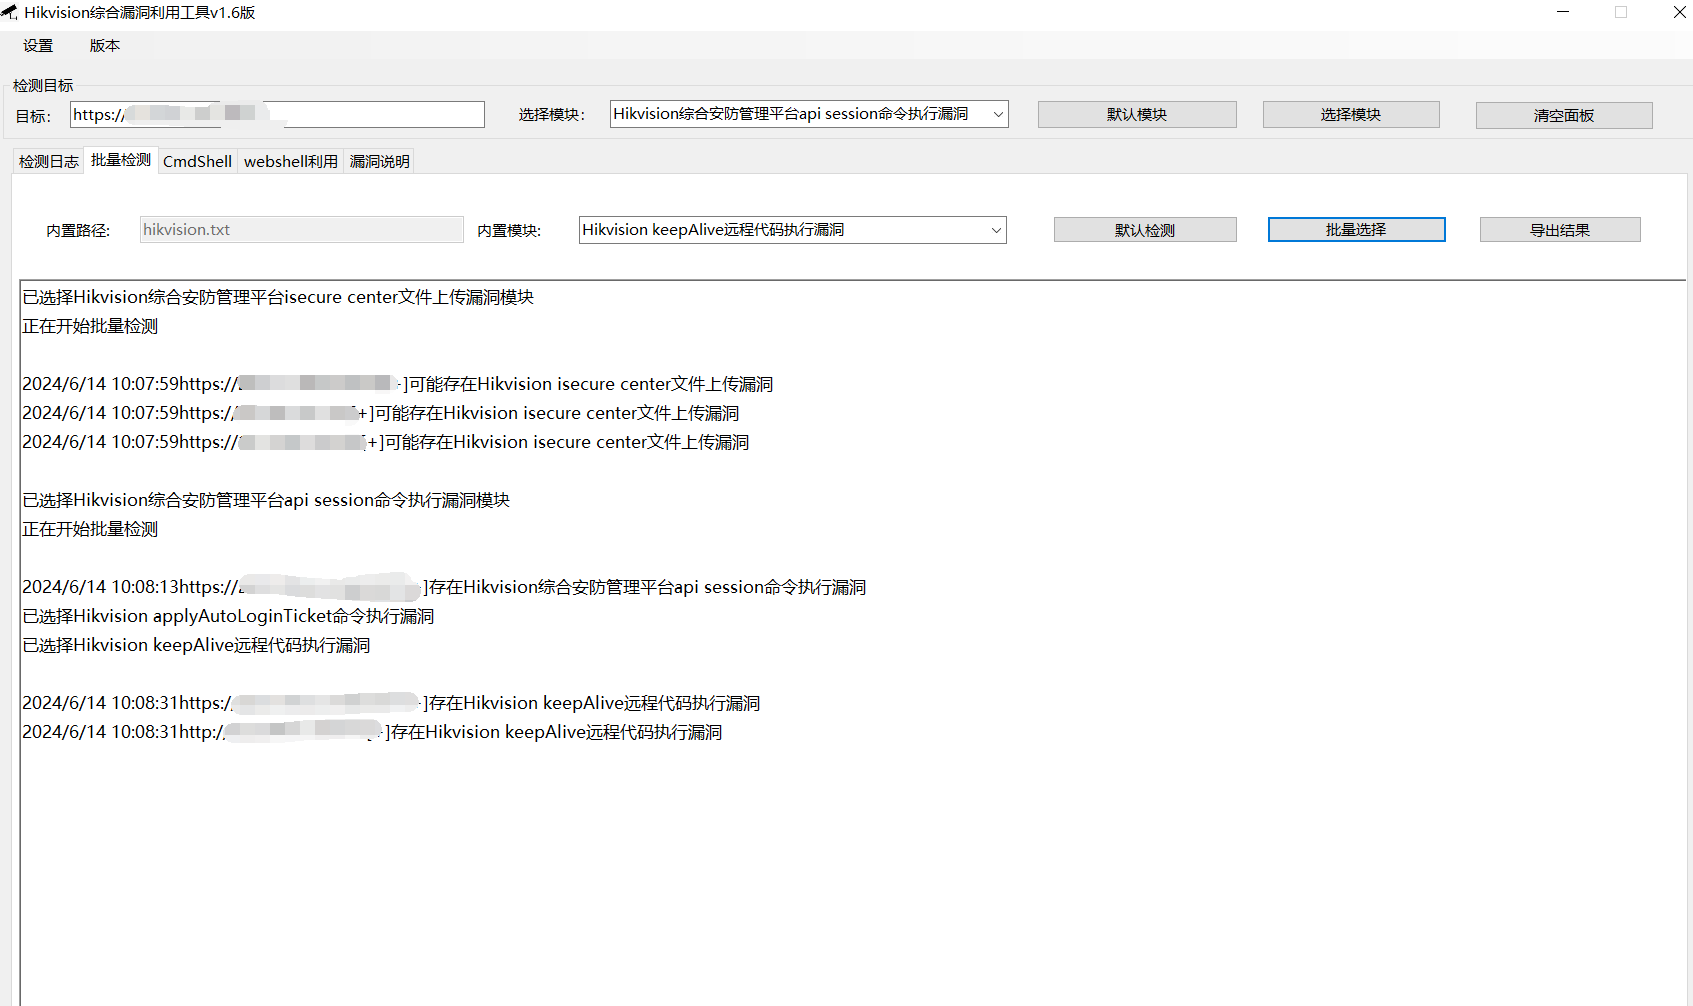 Hikvision综合漏洞利用工具v1.6版
设置 版本
检测目标
目标: https:// 选择模块: Hikvision综合安防管理平台api session命令执行漏洞 默认模块 选择模块 清空面板
检测日志 批量检测 CmdShell webshell利用 漏洞说明
内置路径: hikvision.txt 内置模块: Hikvision keepAlive远程代码执行漏洞 默认检测 批量选择 导出结果
已选择Hikvision综合安防管理平台isecure center文件上传漏洞模块
正在开始批量检测
2024/6/14 10:07:59https:// ]可能存在Hikvision isecure center文件上传漏洞
2024/6/14 10:07:59https:// +]可能存在Hikvision isecure center文件上传漏洞
2024/6/14 10:07:59https:// +]可能存在Hikvision isecure center文件上传漏洞
已选择Hikvision综合安防管理平台api session命令执行漏洞模块
正在开始批量检测
2024/6/14 10:08:13https:// ]存在Hikvision综合安防管理平台api session命令执行漏洞
已选择Hikvision applyAutoLoginTicket命令执行漏洞
已选择Hikvision keepAlive远程代码执行漏洞
2024/6/14 10:08:31https:/ ]存在Hikvision keepAlive远程代码执行漏洞
2024/6/14 10:08:31http:/ ]存在Hikvision keepAlive远程代码执行漏洞